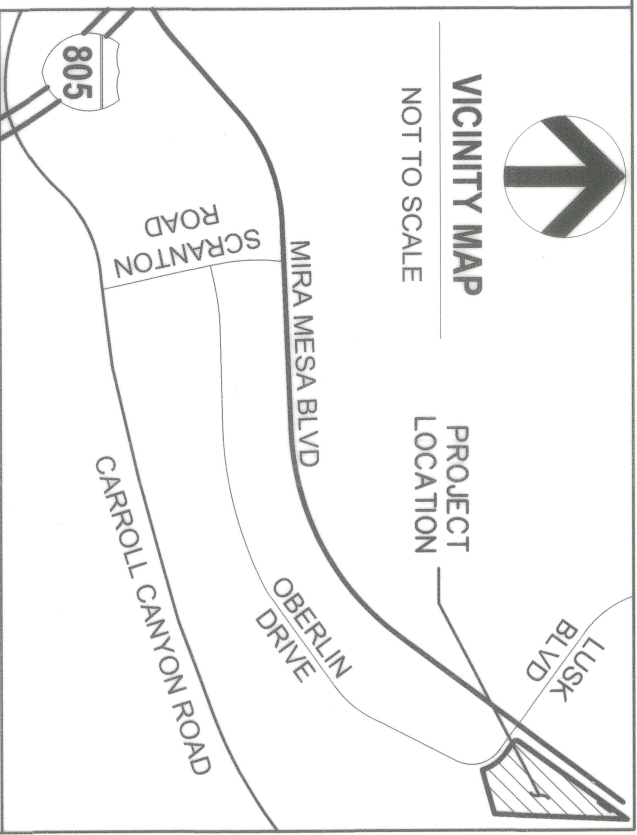 VICINITY MAP
NOT TO SCALE
PROJECT
LOCATION
LUSK
BLVD
805
SCRANTON
ROAD
MIRA MESA BLVD
OBERLIN
DRIVE
CARROLL CANYON ROAD